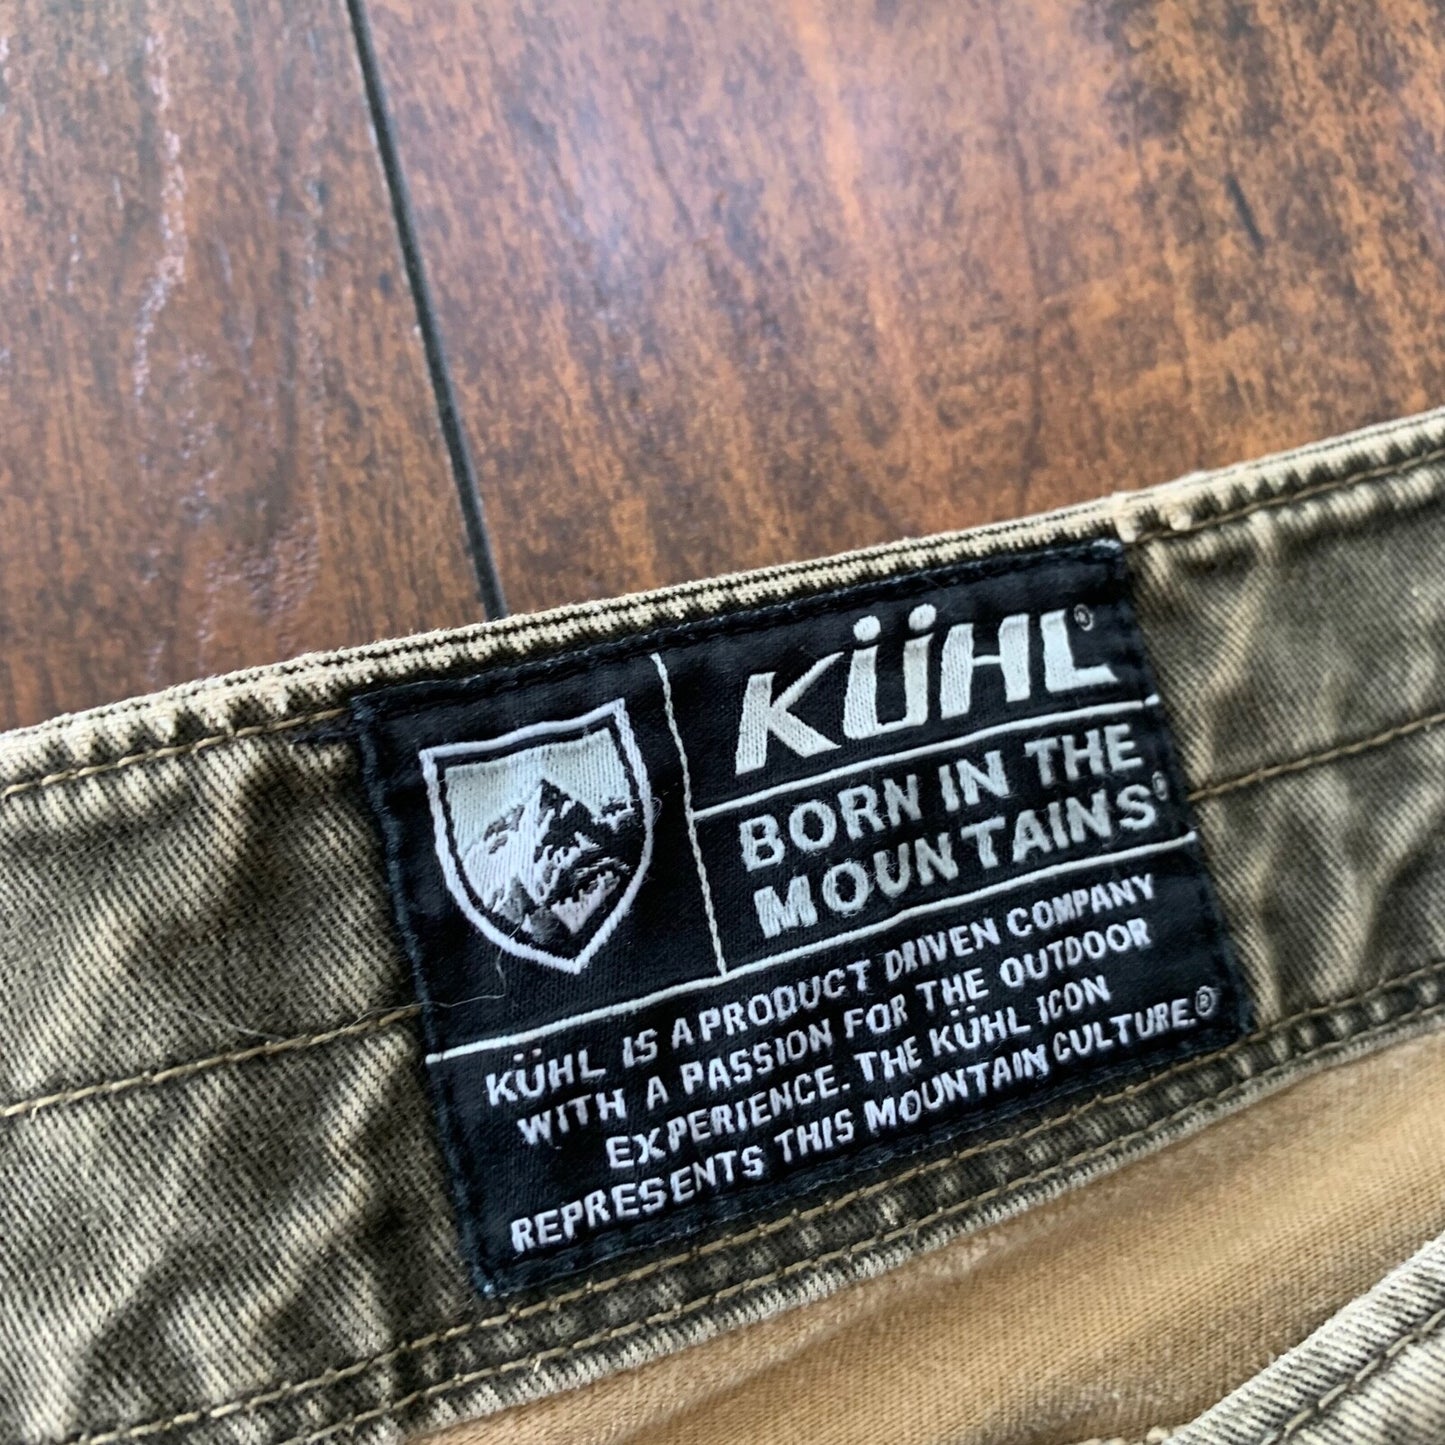 KÜHL®
BORN IN THE
MOUNTAINS®
KÜHL IS A PRODUCT DRIVEN COMPANY
WITH A PASSION FOR THE OUTDOOR
EXPERIENCE. THE KÜHL ICON
REPRESENTS THIS MOUNTAIN CULTURE.®